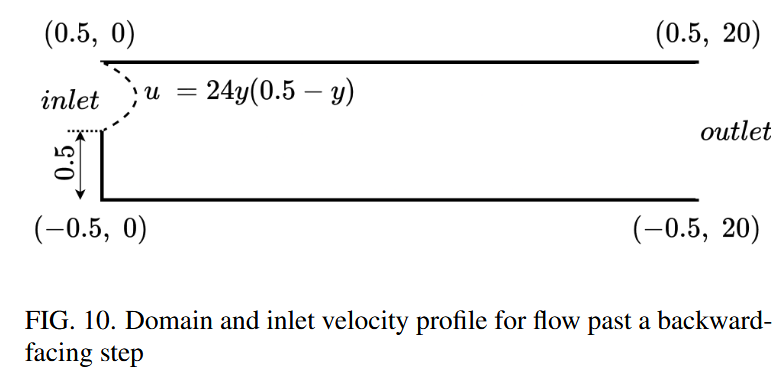 (0.5, 0)
(0.5, 20)
inlet
u = 24y(0.5 − y)
outlet
0.5
(−0.5, 0)
(−0.5, 20)
FIG. 10. Domain and inlet velocity profile for flow past a backward-
facing step